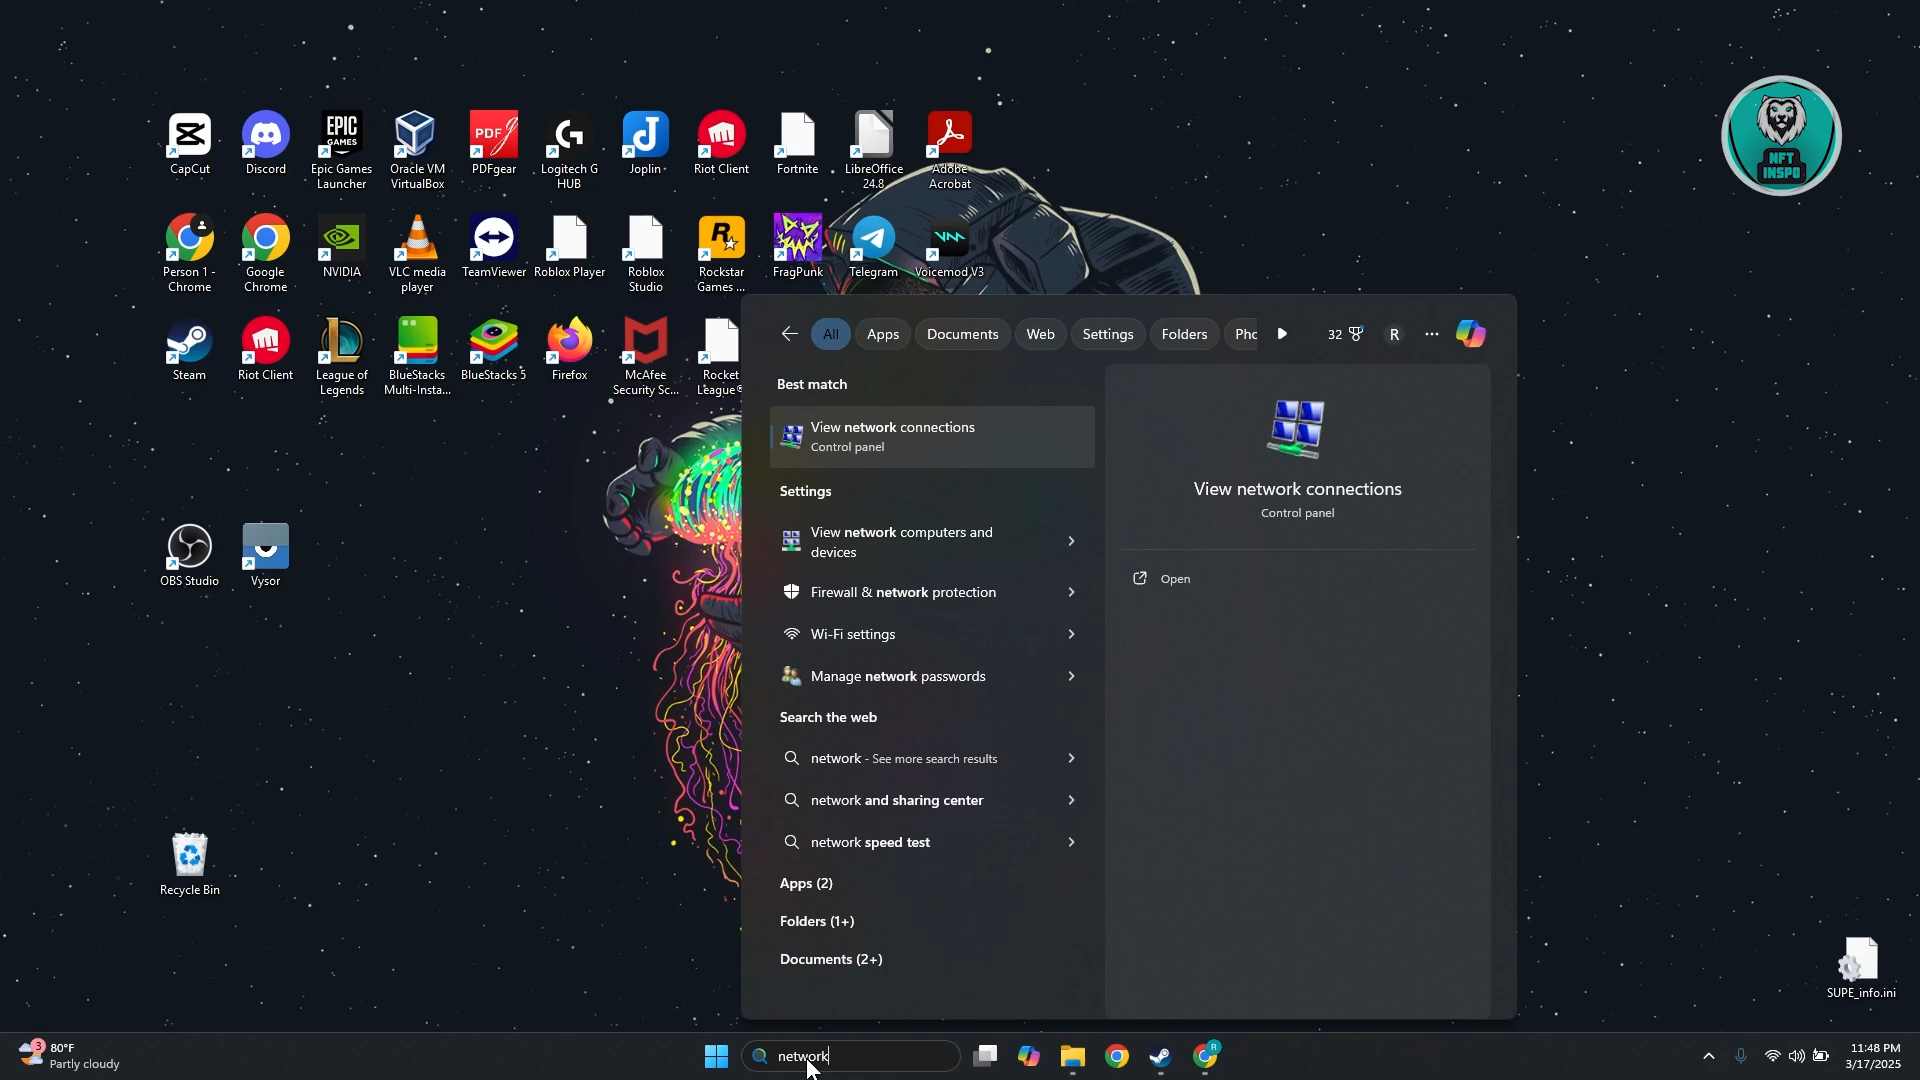 CapCut
Discord
EPIC
GAMES
Epic Games
Launcher
Oracle VM
VirtualBox
PDF
PDFgear
Logitech G
HUB
Joplin
Riot Client
Fortnite
LibreOffice
24.8
Adobe
Acrobat
NFT
INSPO
Person 1 -
Chrome
Google
Chrome
NVIDIA
VLC media
player
TeamViewer
Roblox Player
Roblox
Studio
Rockstar
Games ...
FragPunk
Telegram
Voicemod V3
Steam
Riot Client
League of
Legends
BlueStacks
Multi-Insta...
BlueStacks 5
Firefox
McAfee
Security Sc...
Rocket
League®
OBS Studio
Vysor
Recycle Bin
SUPE_info.ini
All
Apps
Documents
Web
Settings
Folders
Pho
32
R
Best match
View network connections
Control panel
Settings
View network computers and
devices
Firewall & network protection
Wi-Fi settings
Manage network passwords
Search the web
network - See more search results
network and sharing center
network speed test
Apps (2)
Folders (1+)
Documents (2+)
View network connections
Control panel
Open
3
80°F
Partly cloudy
network
R
11:48 PM
3/17/2025